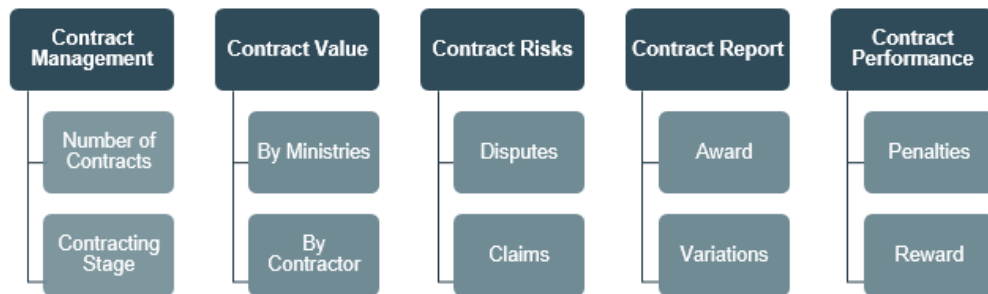 Contract
Management
Number of
Contracts
Contracting
Stage
Contract Value
By Ministries
By
Contractor
Contract Risks
Disputes
Claims
Contract Report
Award
Variations
Contract
Performance
Penalties
Reward